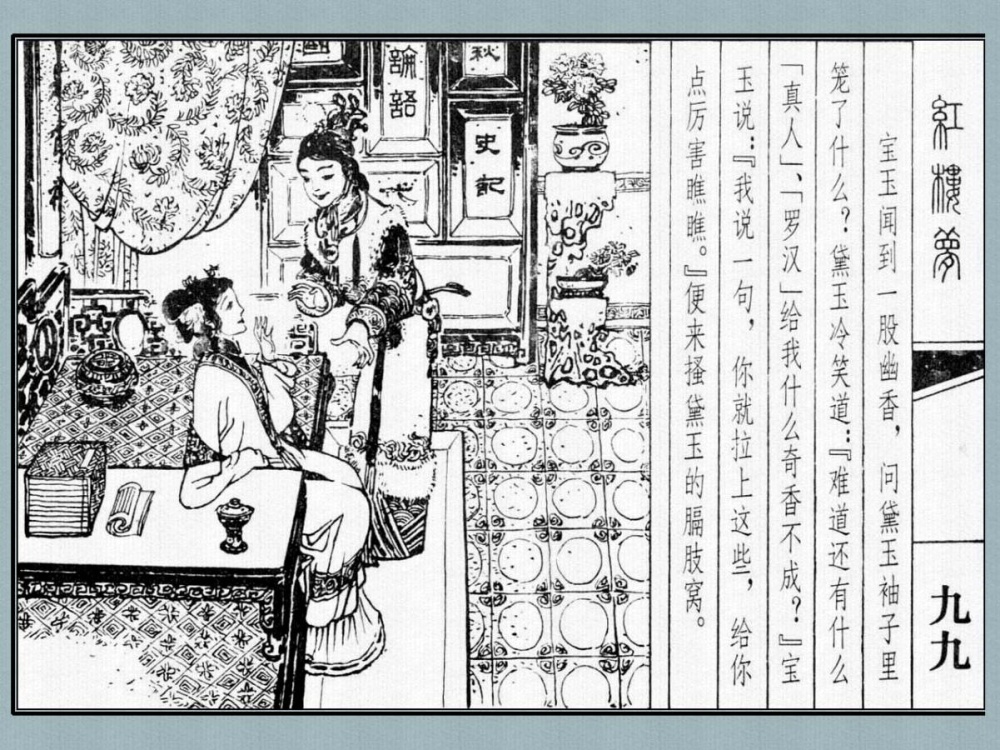 紅樓夢
九九
宝玉闻到一股幽香，问黛玉袖子里
笼了什么？黛玉冷笑道：『难道还有什么
「真人」、「罗汉」给我什么奇香不成？』宝
玉说：『我说一句，你就拉上这些，给你
点厉害瞧瞧。』便来搔黛玉的膈肢窝。
秋
史記
論語